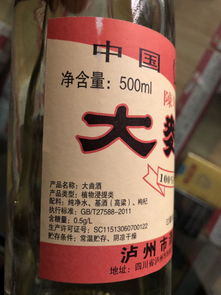 中国
净含量：500ml
陈
大
产品名称：大曲酒
产品类型：植物浸提类
配料：纯净水、基酒（高粱）、枸杞
执行标准：GB/T27588-2011
含糖量：0.5g/L
生产许可证号：SC11513060700122
贮存条件：常温贮存、阴凉干燥
泸州市
地址：四川省泸州